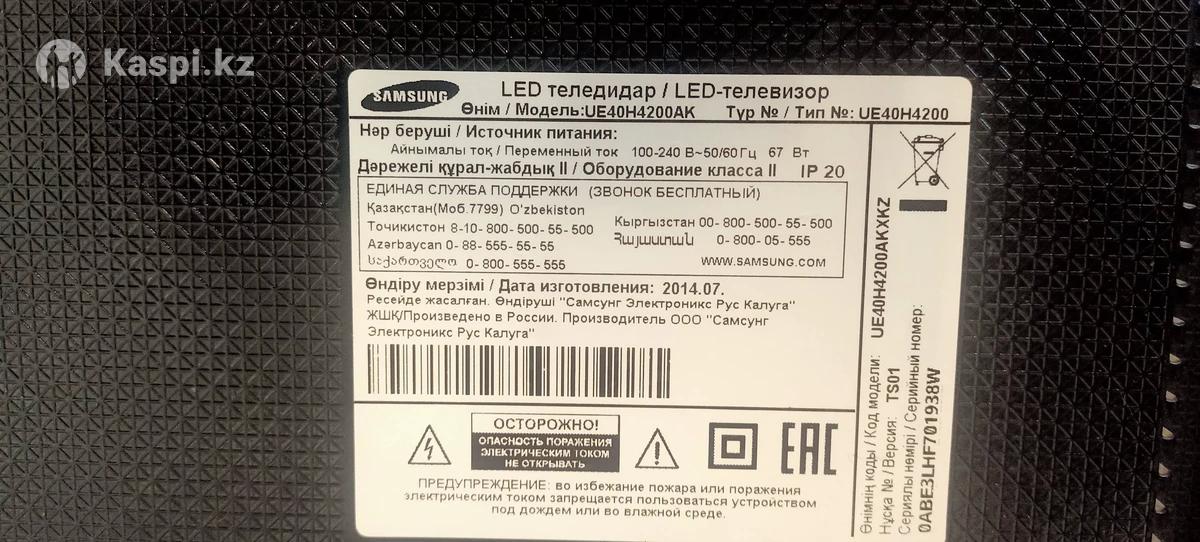 Kaspi.kz
SAMSUNG
LED теледидар / LED-телевизор
Өнім / Модель:UE40H4200AK Түр № / Тип №: UE40H4200
Нәр беруші / Источник питания:
Айнымалы тоқ / Переменный ток 100-240 В~50/60 Гц 67 Вт
Дәрежелі құрал-жабдық II / Оборудование класса II IP 20
ЕДИНАЯ СЛУЖБА ПОДДЕРЖКИ (ЗВОНОК БЕСПЛАТНЫЙ)
Қазақстан(Моб.7799) O'zbekiston
Точикистон 8-10-800-500-55-500
Azərbaycan 0-88-555-55-55
საქართველო 0-800-555-555
Кыргызстан 00-800-500-55-500
Հայաստան 0-800-05-555
WWW.SAMSUNG.COM
Өндіру мерзімі / Дата изготовления: 2014.07.
Ресейде жасалған. Өндіруші "Самсунг Электроникс Рус Калуга"
ЖШҚ/Произведено в России. Производитель ООО "Самсунг
Электроникс Рус Калуга"
ОСТОРОЖНО!
ОПАСНОСТЬ ПОРАЖЕНИЯ
ЭЛЕКТРИЧЕСКИМ ТОКОМ
НЕ ОТКРЫВАТЬ
EAC
ПРЕДУПРЕЖДЕНИЕ: во избежание пожара или поражения
электрическим током запрещается пользоваться устройством
под дождем или во влажной среде.
Өнімнің коды / Код модели: UE40H4200AKXKZ
Нұсқа № / Версия: TS01
Сериялы нөмірі / Серийный номер:
0ABE3LHF701938W